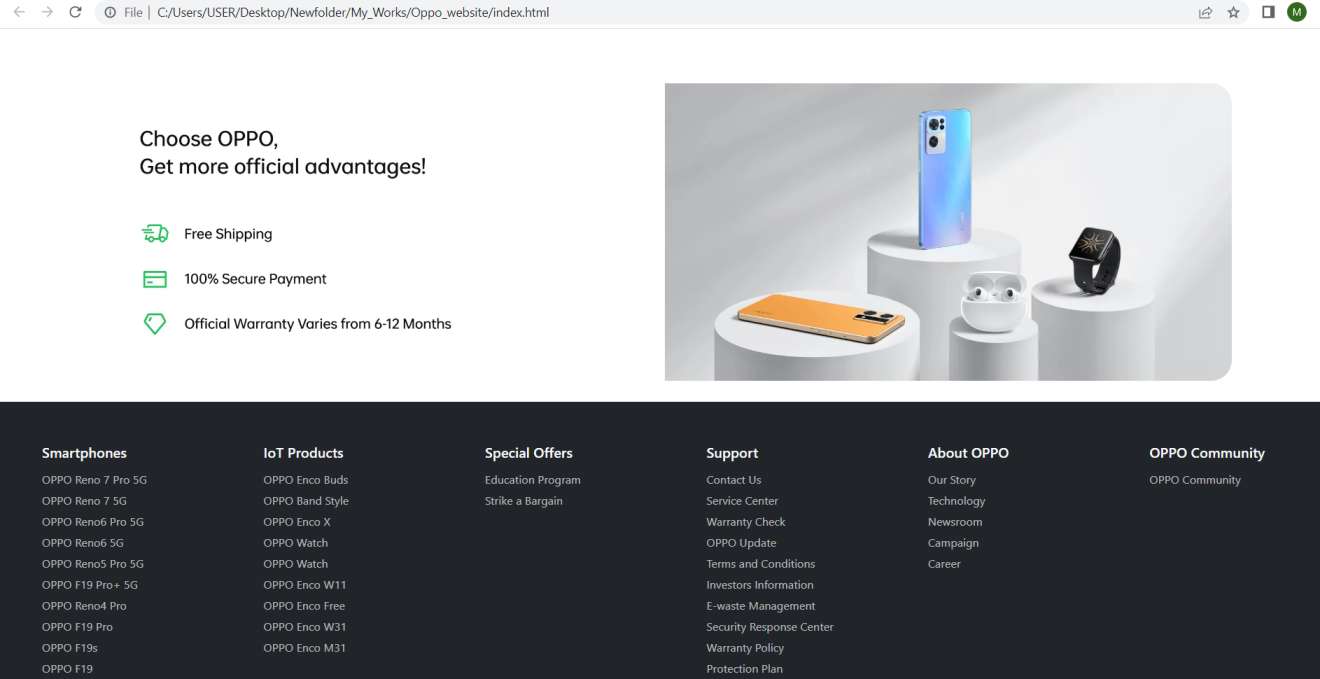 File | C:/Users/USER/Desktop/Newfolder/My_Works/Oppo_website/index.html
M
Choose OPPO,
Get more official advantages!
Free Shipping
100% Secure Payment
Official Warranty Varies from 6-12 Months
Smartphones
OPPO Reno 7 Pro 5G
OPPO Reno 7 5G
OPPO Reno6 Pro 5G
OPPO Reno6 5G
OPPO Reno5 Pro 5G
OPPO F19 Pro+ 5G
OPPO Reno4 Pro
OPPO F19 Pro
OPPO F19s
OPPO F19
IoT Products
OPPO Enco Buds
OPPO Band Style
OPPO Enco X
OPPO Watch
OPPO Watch
OPPO Enco W11
OPPO Enco Free
OPPO Enco W31
OPPO Enco M31
Special Offers
Education Program
Strike a Bargain
Support
Contact Us
Service Center
Warranty Check
OPPO Update
Terms and Conditions
Investors Information
E-waste Management
Security Response Center
Warranty Policy
Protection Plan
About OPPO
Our Story
Technology
Newsroom
Campaign
Career
OPPO Community
OPPO Community